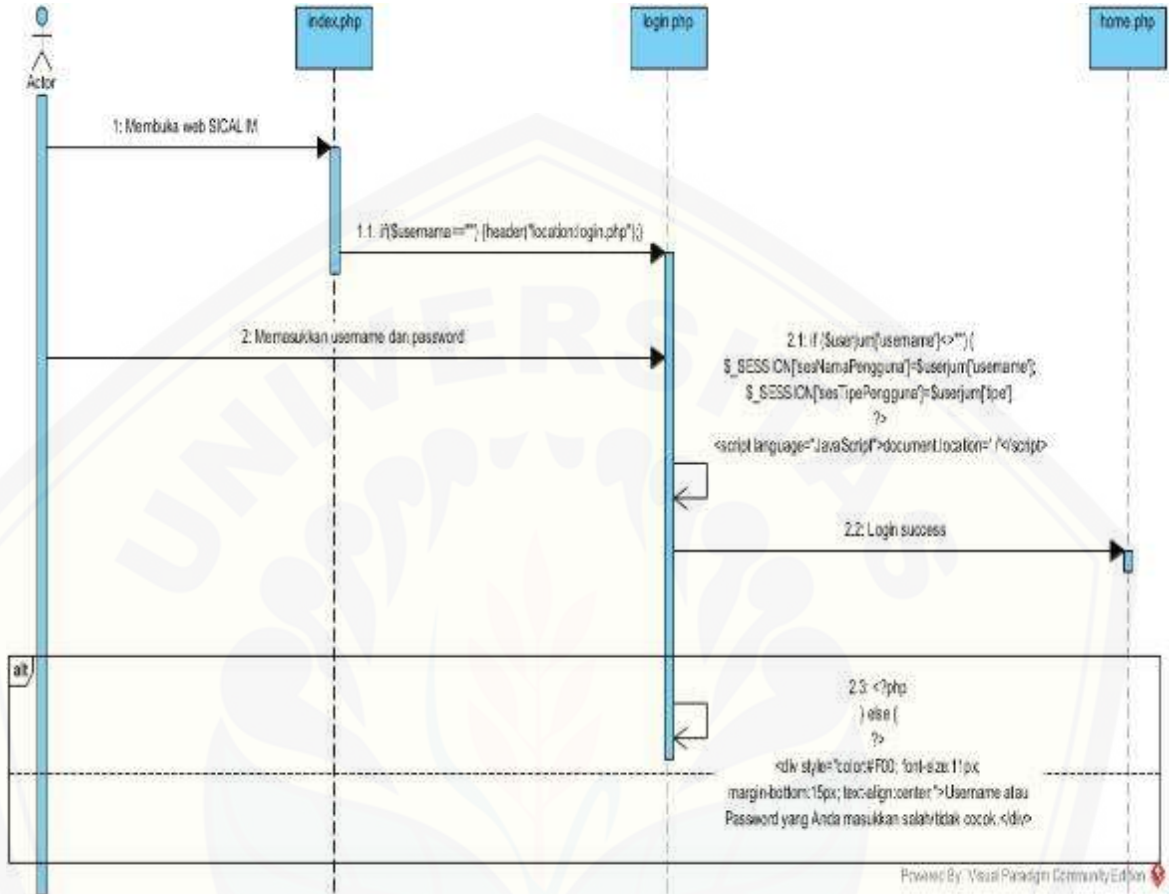 index.php
login.php
home.php
Actor
1: Membuka web SICALIM
1.1: if($username=="") {header("location:login.php");}
2: Memasukkan username dan password
2.1: if ($userjum['username']<>"") {
$_SESSION['sesNamaPengguna']=$userjum['username'];
$_SESSION['sesTipePengguna']=$userjum['tipe']
?>
<script language="JavaScript">document.location='/'</script>
2.2: Login success
alt
2.3: <?php
} else {
?>
<div style="color:#F00; font-size:11px;
margin-bottom:15px; text-align:center;">Username atau
Password yang Anda masukkan salah/tidak cocok.</div>
UNIVERSITAS
Powered By Visual Paradigm Community Edition